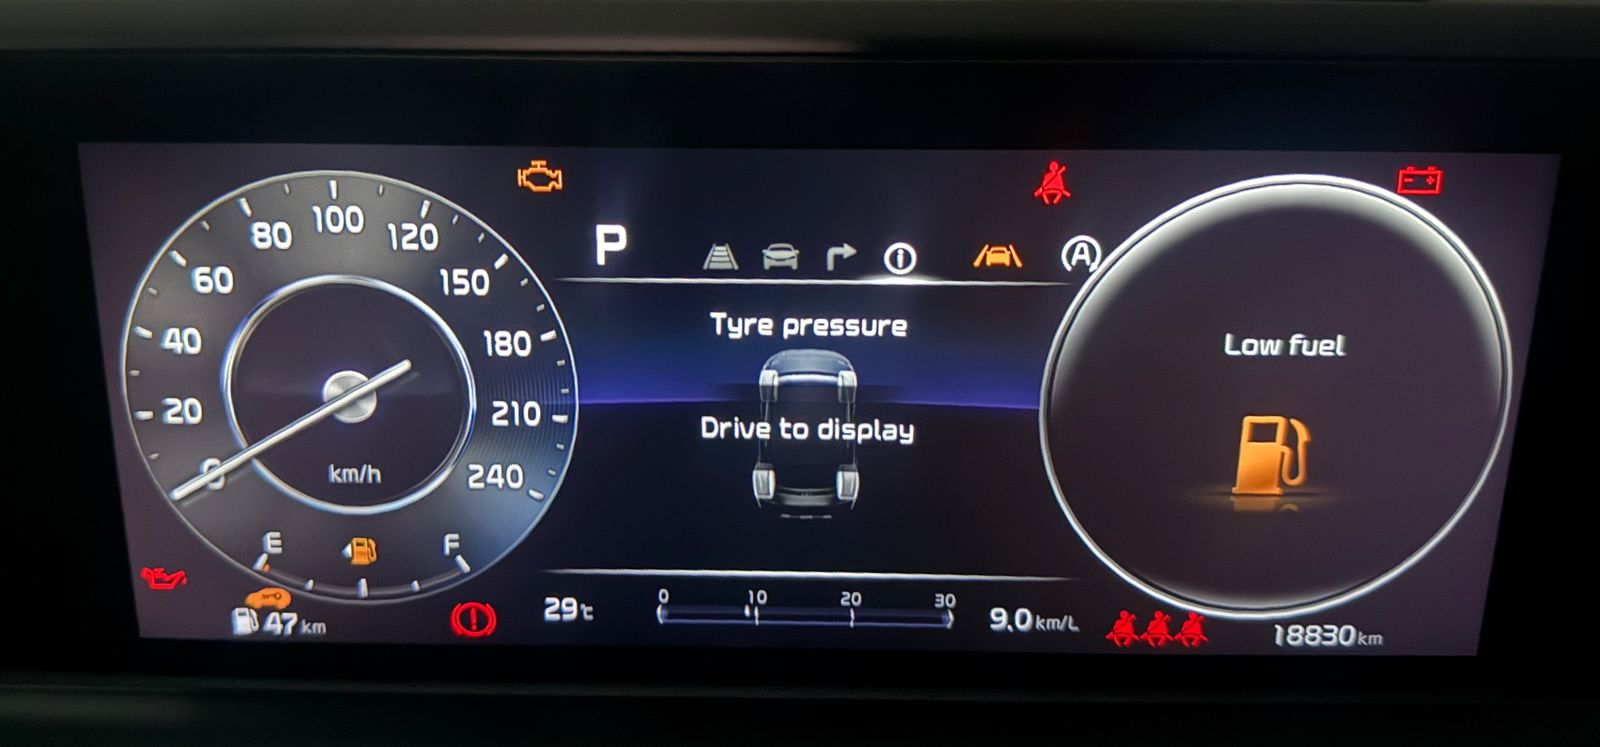 0
20
40
60
80
100
120
150
180
210
240
km/h
E
F
47 km
P
A
Tyre pressure
Drive to display
29℃
0 10 20 30
9.0 km/L
Low fuel
18830 km